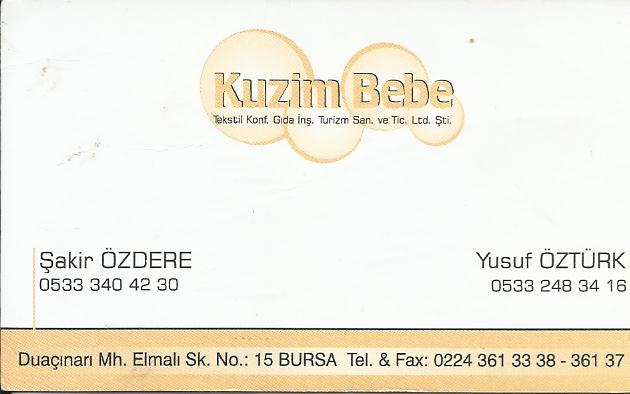 Kuzim Bebe
Tekstil Konf. Gıda İnş. Turizm San. ve Tic. Ltd. Şti.
Şakir ÖZDERE
0533 340 42 30
Yusuf ÖZTÜRK
0533 248 34 16
Duaçınarı Mh. Elmalı Sk. No.: 15 BURSA Tel. & Fax: 0224 361 33 38 - 361 37